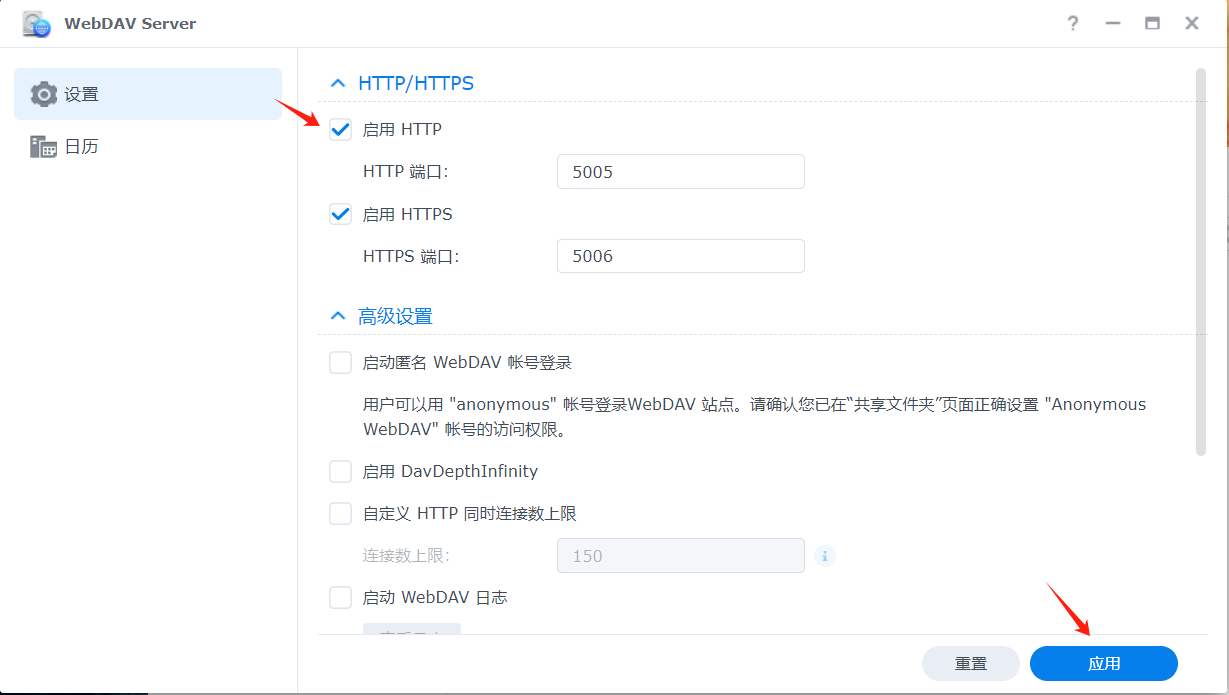 WebDAV Server
设置
日历
HTTP/HTTPS
启用 HTTP
HTTP 端口：
5005
启用 HTTPS
HTTPS 端口：
5006
高级设置
启动匿名 WebDAV 帐号登录
用户可以用 "anonymous" 帐号登录WebDAV 站点。请确认您已在“共享文件夹”页面正确设置 "Anonymous
WebDAV" 帐号的访问权限。
启用 DavDepthInfinity
自定义 HTTP 同时连接数上限
连接数上限：
150
启动 WebDAV 日志
重置
应用